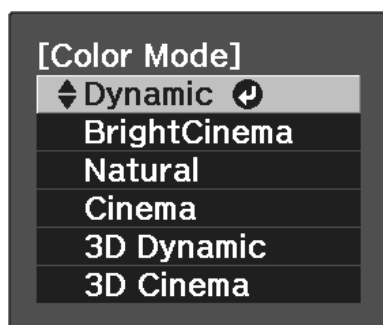 [Color Mode]
Dynamic
BrightCinema
Natural
Cinema
3D Dynamic
3D Cinema